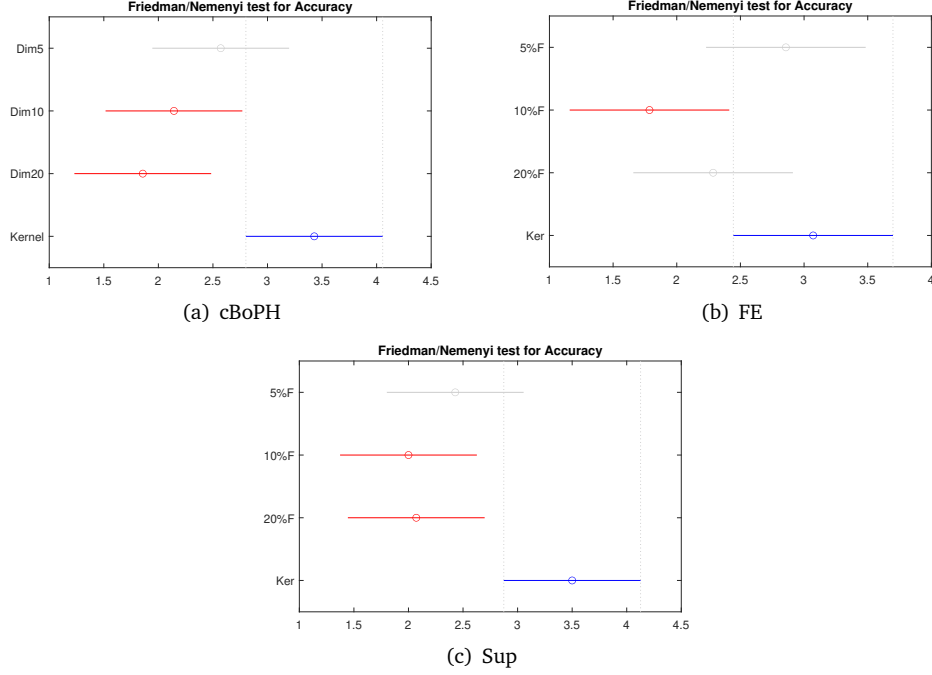 Friedman/Nemenyi test for Accuracy
Dim5
Dim10
Dim20
Kernel
1 1.5 2 2.5 3 3.5 4 4.5
(a) cBoPH
Friedman/Nemenyi test for Accuracy
5%F
10%F
20%F
Ker
1 1.5 2 2.5 3 3.5 4
(b) FE
Friedman/Nemenyi test for Accuracy
5%F
10%F
20%F
Ker
1 1.5 2 2.5 3 3.5 4 4.5
(c) Sup